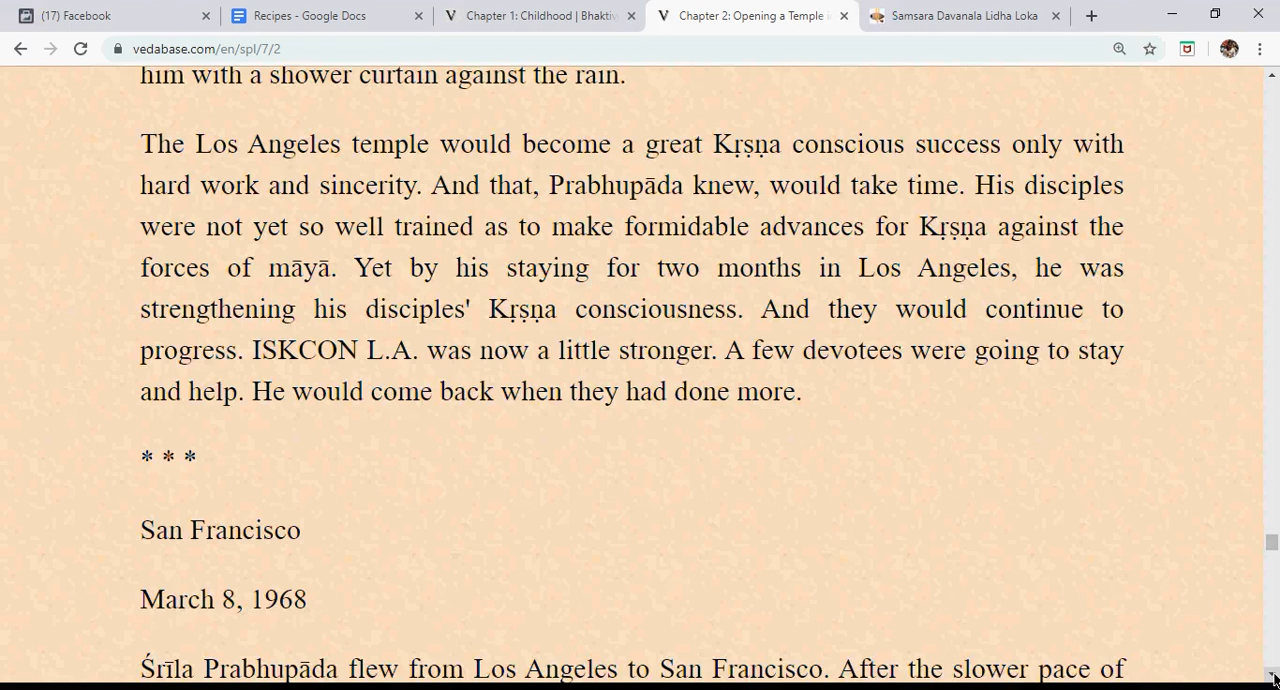 (17) Facebook
Recipes - Google Docs
Chapter 1: Childhood | Bhaktiv
Chapter 2: Opening a Temple i
Samsara Davanala Lidha Loka
vedabase.com/en/spl/7/2
him with a shower curtain against the rain.
The Los Angeles temple would become a great Kṛṣṇa conscious success only with
hard work and sincerity. And that, Prabhupāda knew, would take time. His disciples
were not yet so well trained as to make formidable advances for Kṛṣṇa against the
forces of māyā. Yet by his staying for two months in Los Angeles, he was
strengthening his disciples' Kṛṣṇa consciousness. And they would continue to
progress. ISKCON L.A. was now a little stronger. A few devotees were going to stay
and help. He would come back when they had done more.
* * *
San Francisco
March 8, 1968
Śrīla Prabhupāda flew from Los Angeles to San Francisco. After the slower pace of